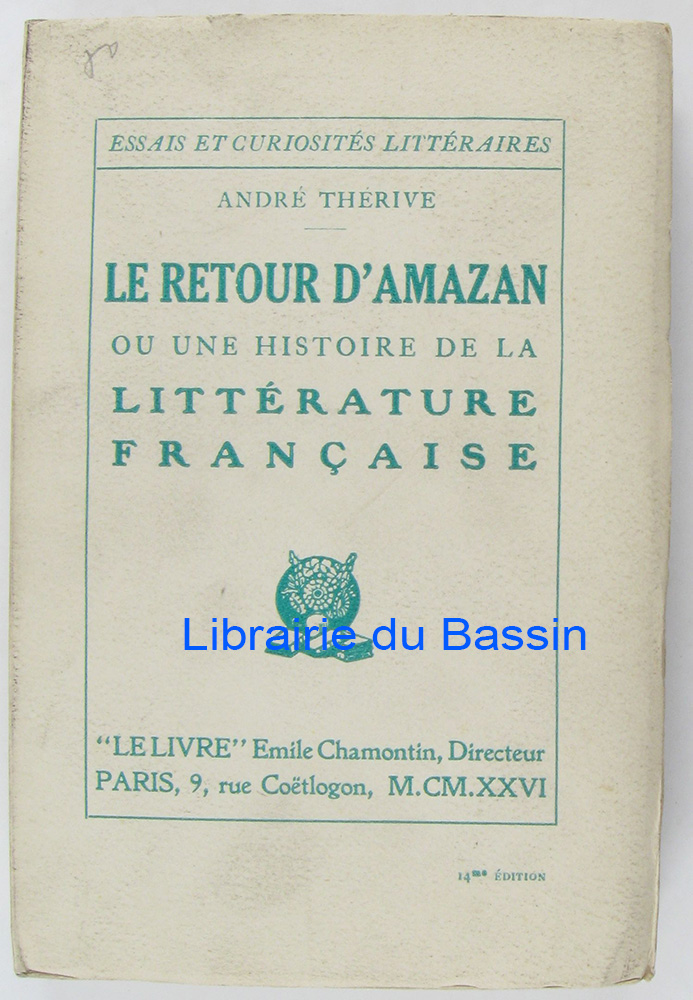 ESSAIS ET CURIOSITÉS LITTÉRAIRES
ANDRÉ THÉRIVE
LE RETOUR D'AMAZAN
OU UNE HISTOIRE DE LA
LITTÉRATURE
FRANÇAISE
Librairie du Bassin
"LE LIVRE" Emile Chamontin, Directeur
PARIS, 9, rue Coëtlogon, M.CM.XXVI
14me ÉDITION